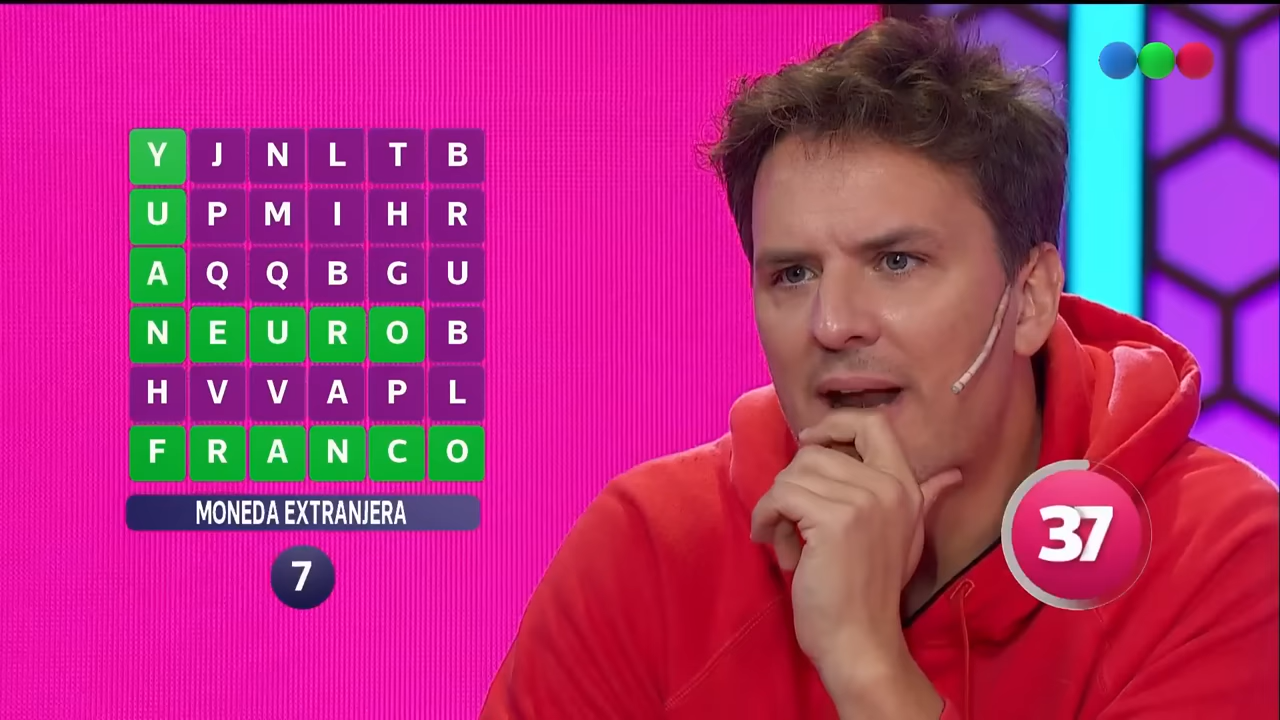 Y J N L T B
U P M I H R
A Q Q B G U
N E U R O B
H V V A P L
F R A N C O
MONEDA EXTRANJERA
7
37